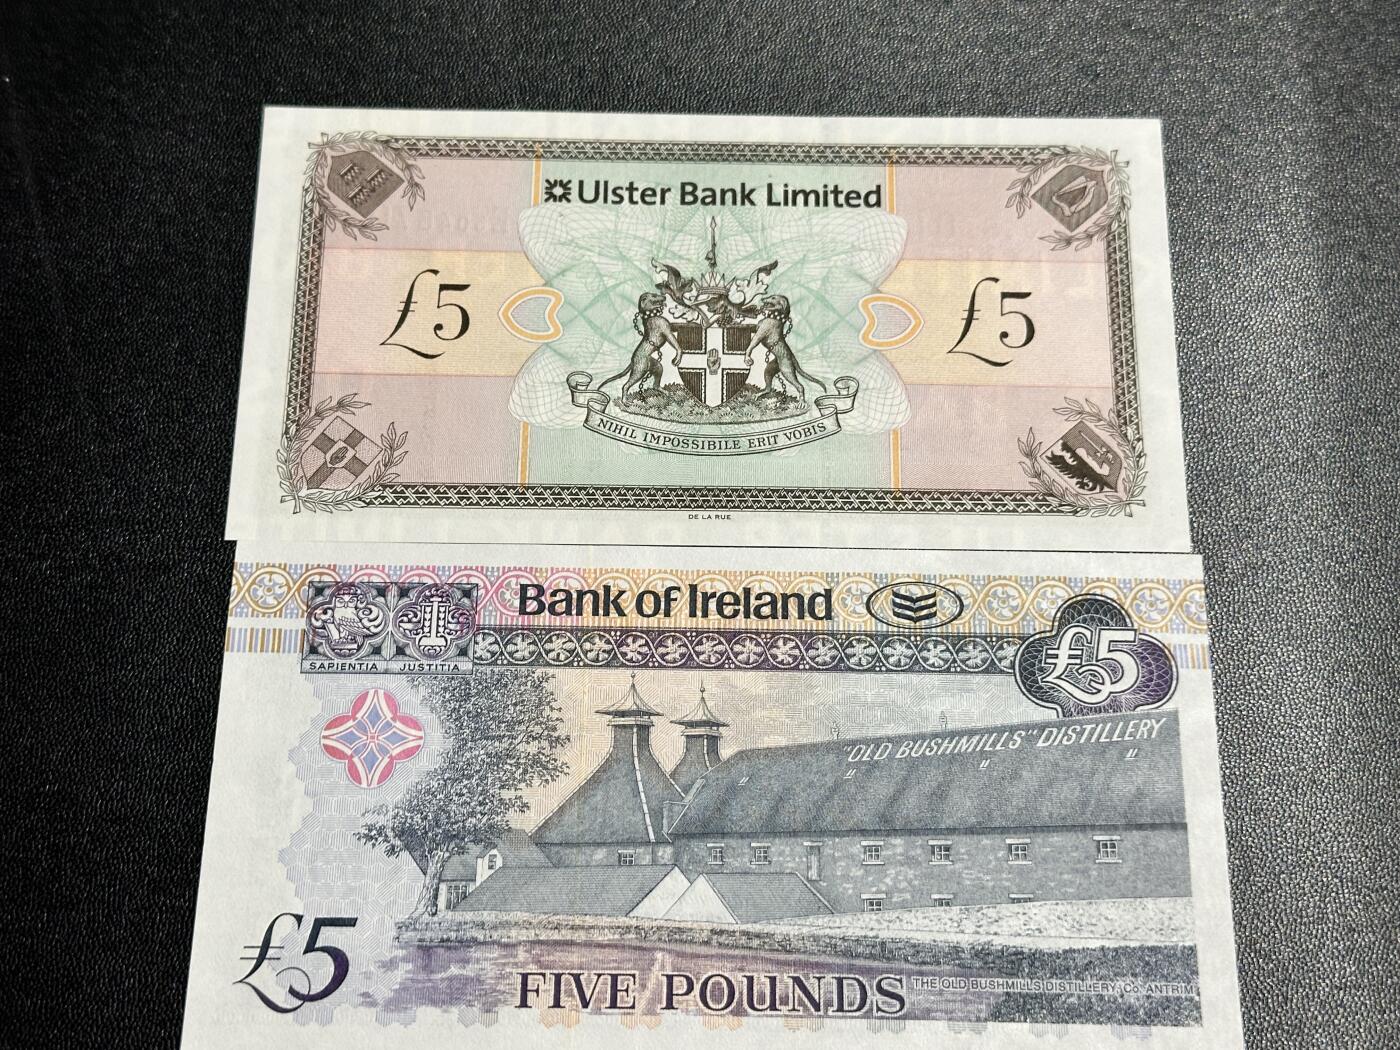 Ulster Bank Limited
£5
£5
NIHIL IMPOSSIBILE ERIT VOBIS
DE LA RUE
Bank of Ireland
£5
SAPIENTIA JUSTITIA
"OLD BUSHMILLS" DISTILLERY
£5
FIVE POUNDS
THE OLD BUSHMILLS DISTILLERY, Co. ANTRIM